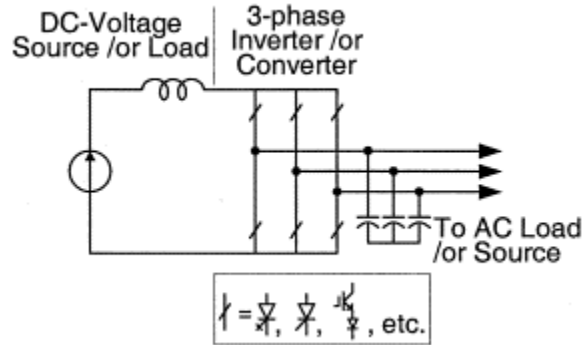 DC-Voltage
Source /or Load
3-phase
Inverter /or
Converter
To AC Load
/or Source
= , , , etc.